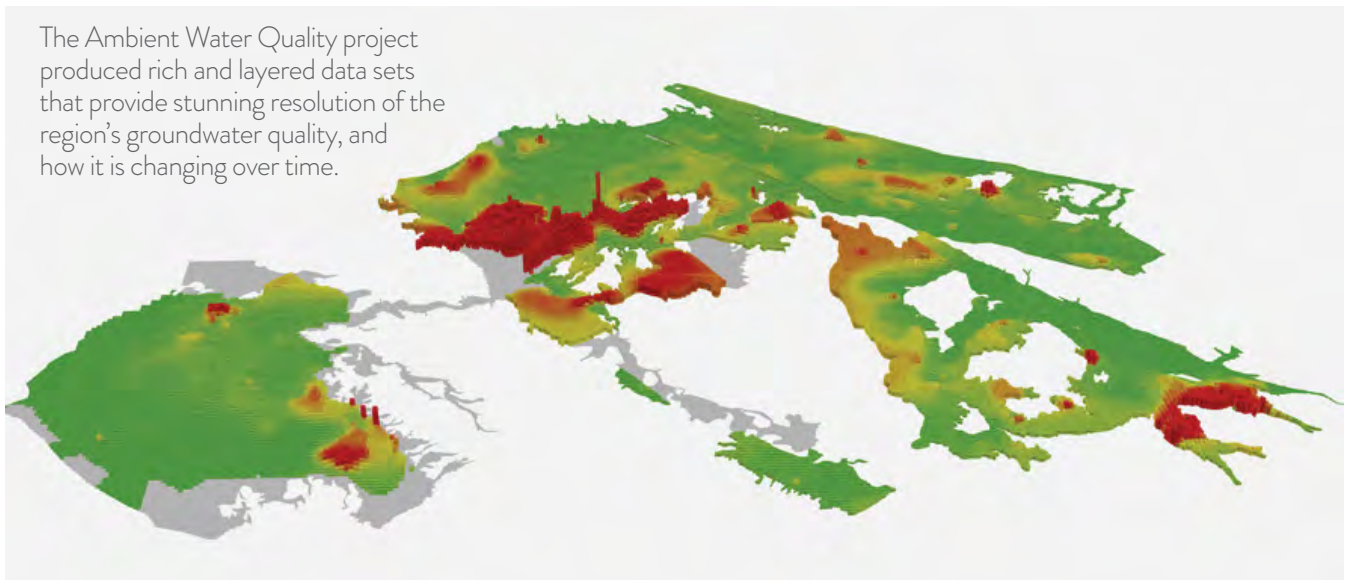 The Ambient Water Quality project
produced rich and layered data sets
that provide stunning resolution of the
region’s groundwater quality, and
how it is changing over time.